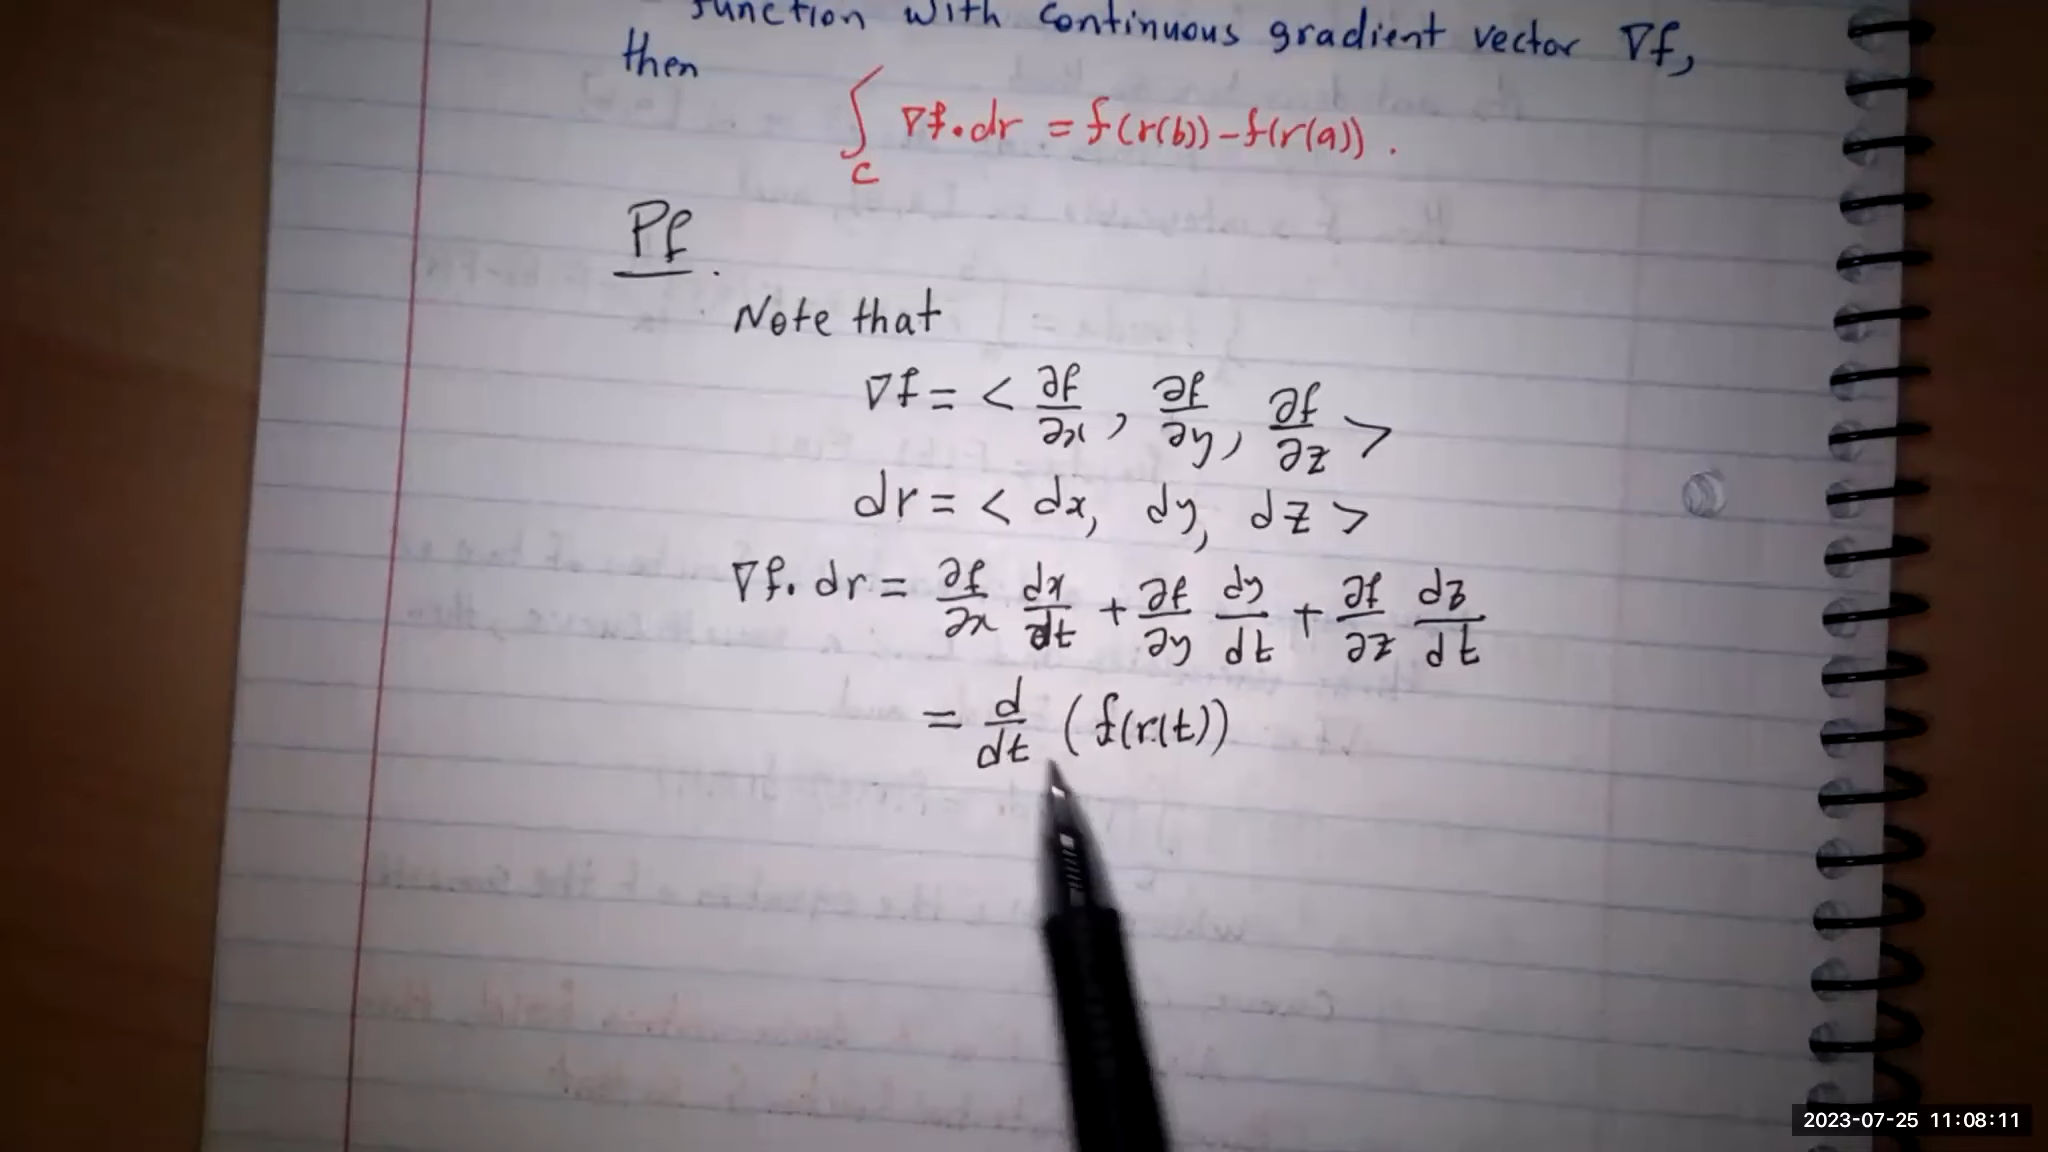 function with continuous gradient vector ∇f,
then
∫_C ∇f·dr = f(r(b)) - f(r(a)).
Pf.
Note that
∇f = < ∂f/∂x, ∂f/∂y, ∂f/∂z >
dr = < dx, dy, dz >
∇f·dr = ∂f/∂x dx/dt + ∂f/∂y dy/dt + ∂f/∂z dz/dt
= d/dt (f(r(t))
2023-07-25 11:08:11